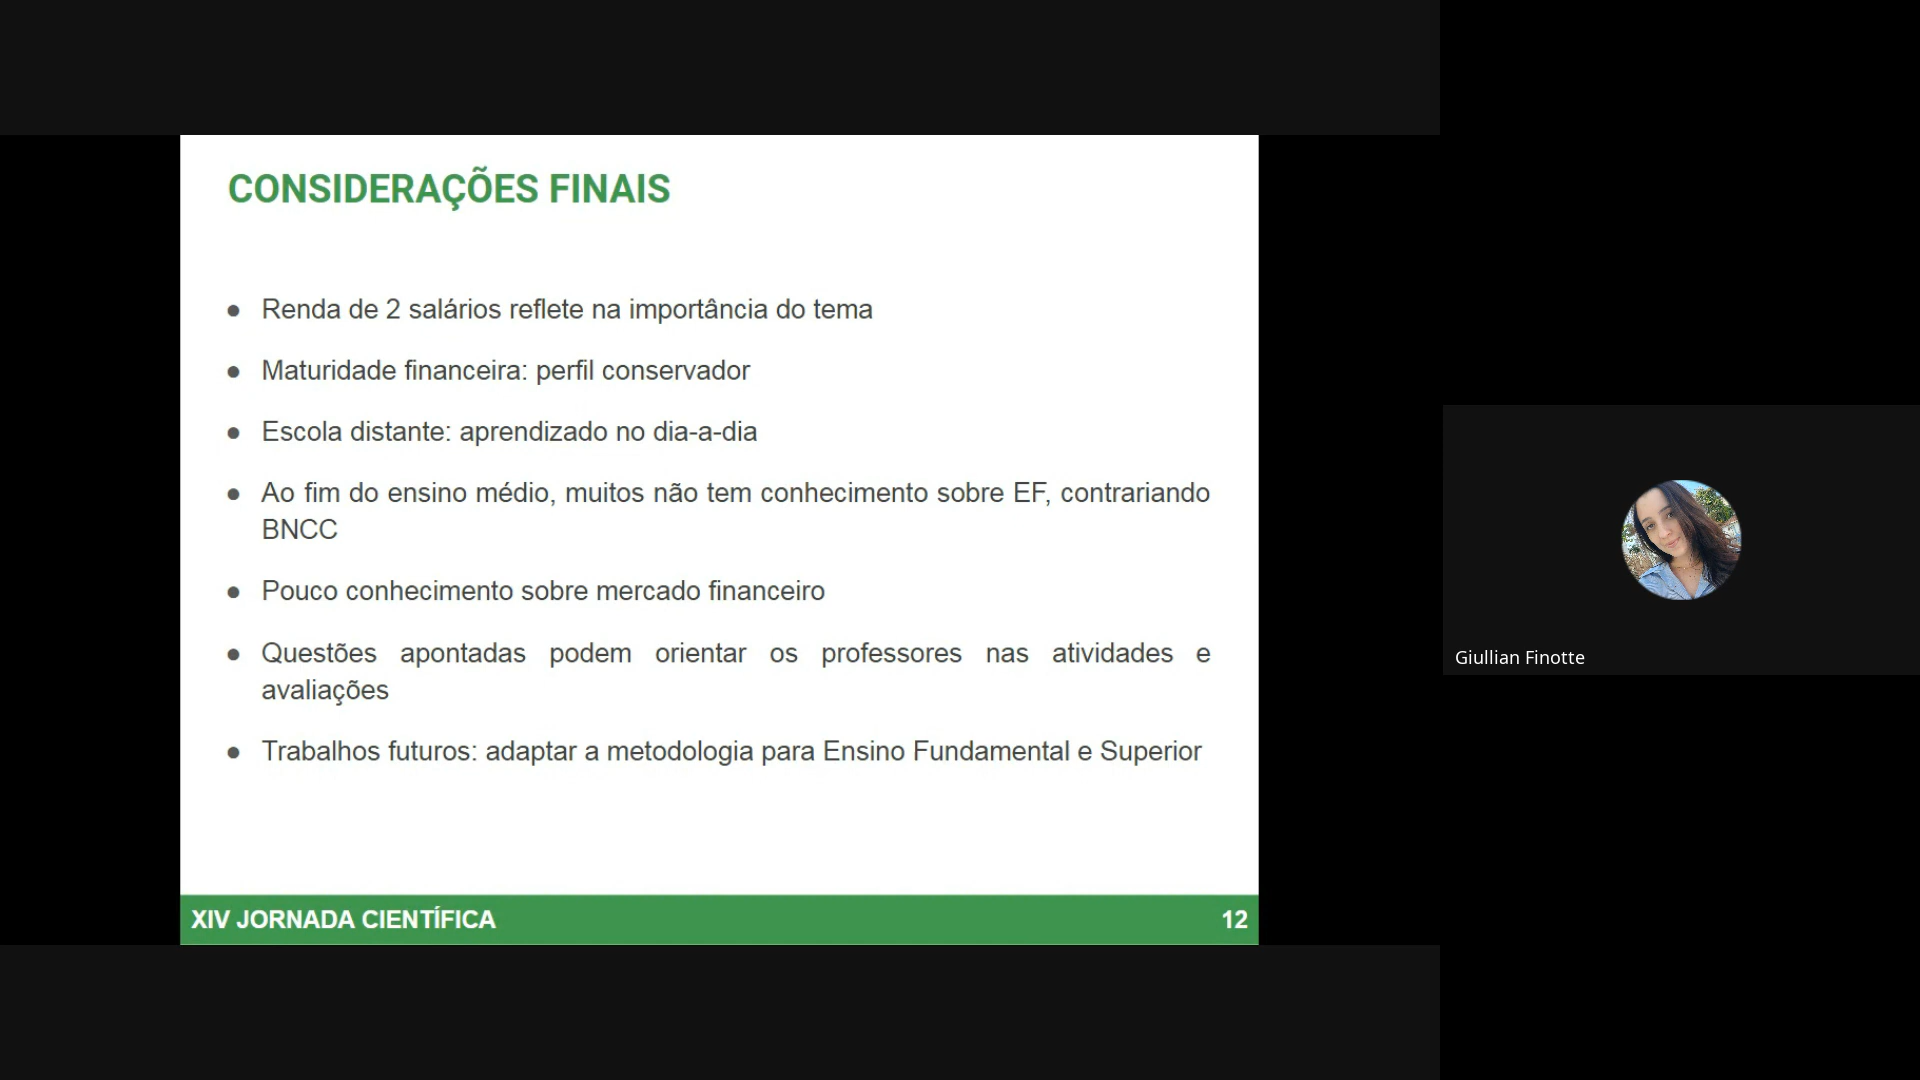 CONSIDERAÇÕES FINAIS
● Renda de 2 salários reflete na importância do tema
● Maturidade financeira: perfil conservador
● Escola distante: aprendizado no dia-a-dia
● Ao fim do ensino médio, muitos não tem conhecimento sobre EF, contrariando
BNCC
● Pouco conhecimento sobre mercado financeiro
● Questões apontadas podem orientar os professores nas atividades e
avaliações
● Trabalhos futuros: adaptar a metodologia para Ensino Fundamental e Superior
XIV JORNADA CIENTÍFICA 12
Giullian Finotte